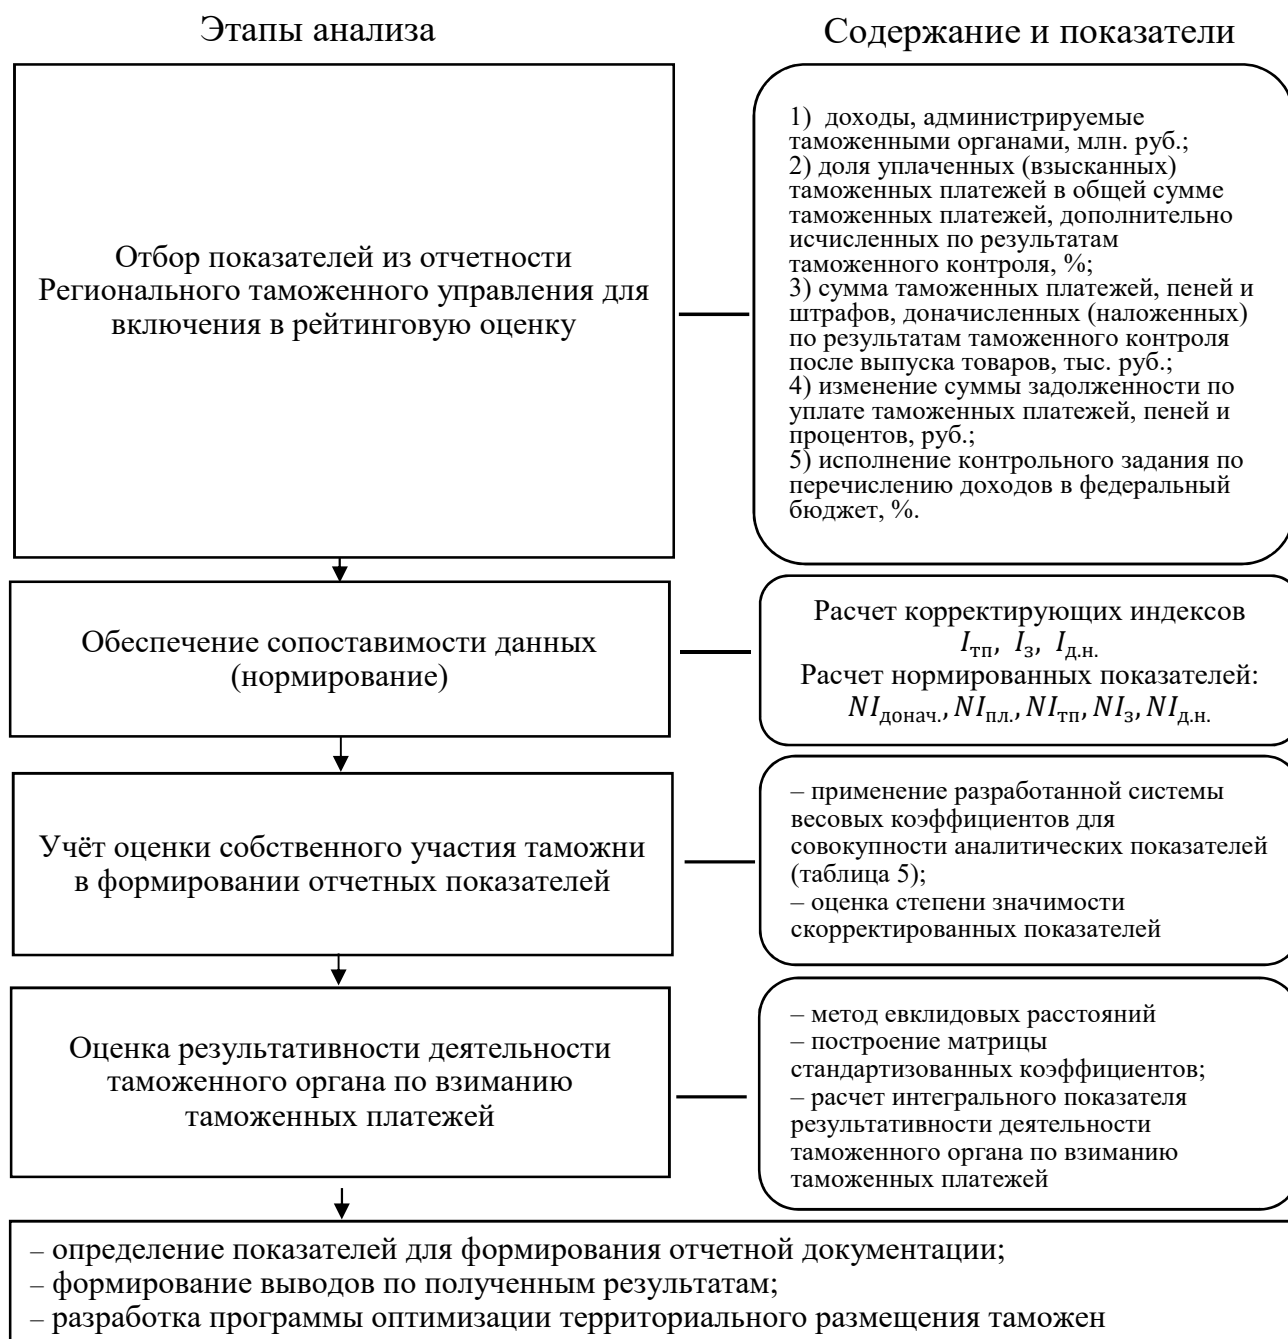 Этапы анализа
Содержание и показатели
Отбор показателей из отчетности
Регионального таможенного управления для
включения в рейтинговую оценку
1) доходы, администрируемые
таможенными органами, млн. руб.;
2) доля уплаченных (взысканных)
таможенных платежей в общей сумме
таможенных платежей, дополнительно
исчисленных по результатам
таможенного контроля, %;
3) сумма таможенных платежей, пеней и
штрафов, доначисленных (наложенных)
по результатам таможенного контроля
после выпуска товаров, тыс. руб.;
4) изменение суммы задолженности по
уплате таможенных платежей, пеней и
процентов, руб.;
5) исполнение контрольного задания по
перечислению доходов в федеральный
бюджет, %.
Обеспечение сопоставимости данных
(нормирование)
Расчет корректирующих индексов
Iтп, Iз, Iд.н.
Расчет нормированных показателей:
NIдонач., NIпл., NIтп, NIз, NIд.н.
Учёт оценки собственного участия таможни
в формировании отчетных показателей
– применение разработанной системы
весовых коэффициентов для
совокупности аналитических показателей
(таблица 5);
– оценка степени значимости
скорректированных показателей
Оценка результативности деятельности
таможенного органа по взиманию
таможенных платежей
– метод евклидовых расстояний
– построение матрицы
стандартизованных коэффициентов;
– расчет интегрального показателя
результативности деятельности
таможенного органа по взиманию
таможенных платежей
– определение показателей для формирования отчетной документации;
– формирование выводов по полученным результатам;
– разработка программы оптимизации территориального размещения таможен